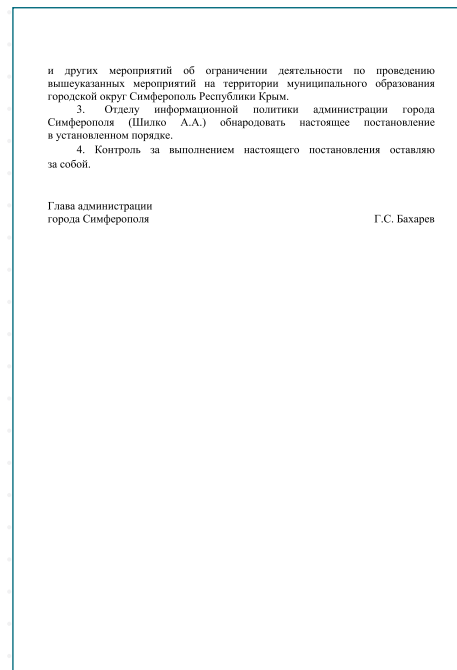 и других мероприятий об ограничении деятельности по проведению
вышеуказанных мероприятий на территории муниципального образования
городской округ Симферополь Республики Крым.
3. Отделу информационной политики администрации города
Симферополя (Шилко А.А.) обнародовать настоящее постановление
в установленном порядке.
4. Контроль за выполнением настоящего постановления оставляю
за собой.
Глава администрации
города Симферополя Г.С. Бахарев